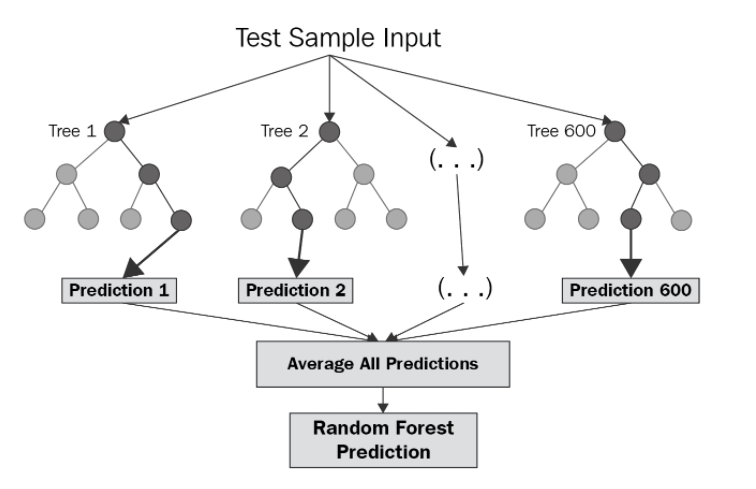 Test Sample Input
Tree 1
Tree 2
Tree 600
(. . .)
Prediction 1
Prediction 2
(. . .)
Prediction 600
Average All Predictions
Random Forest
Prediction